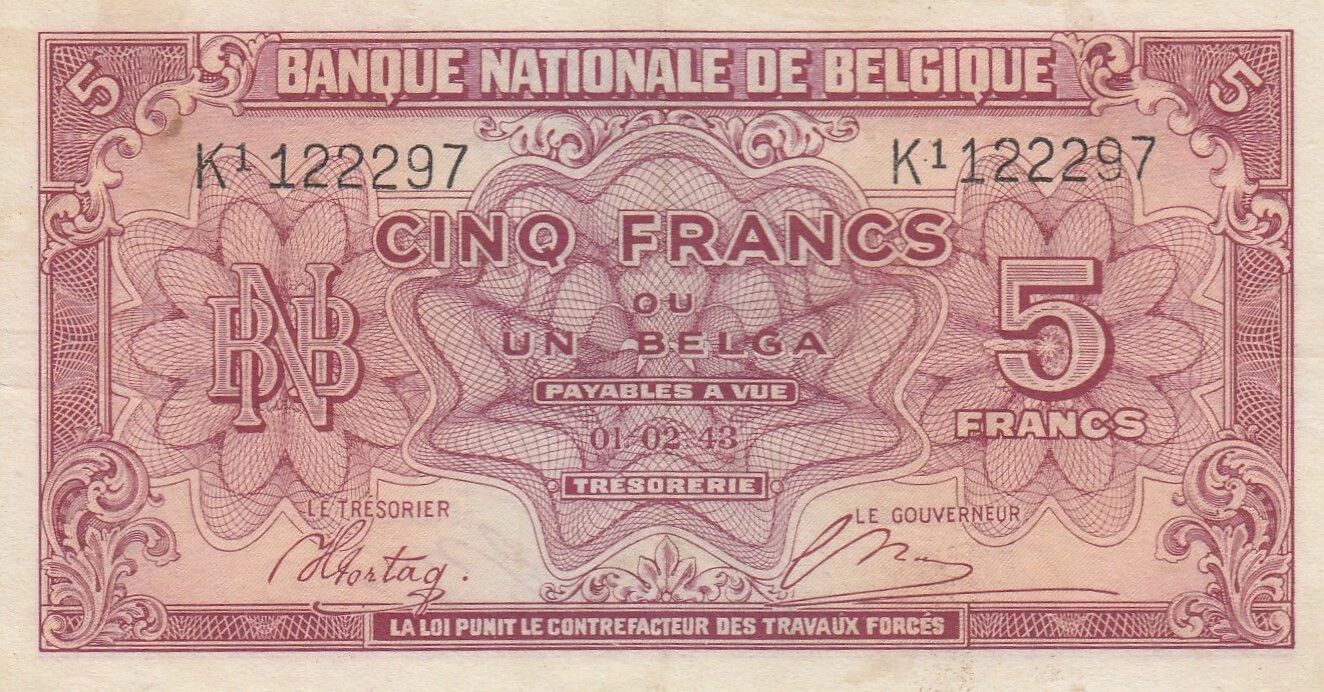 5 BANQUE NATIONALE DE BELGIQUE 5
K1 122297 K.1 122297
CINQ FRANCS
OU
UN BELGA
PAYABLES A VUE
01-02-43
TRÉSORERIE
BNB
5
FRANCS
LE TRÉSORIER LE GOUVERNEUR
LA LOI PUNIT LE CONTREFACTEUR DES TRAVAUX FORCÉS